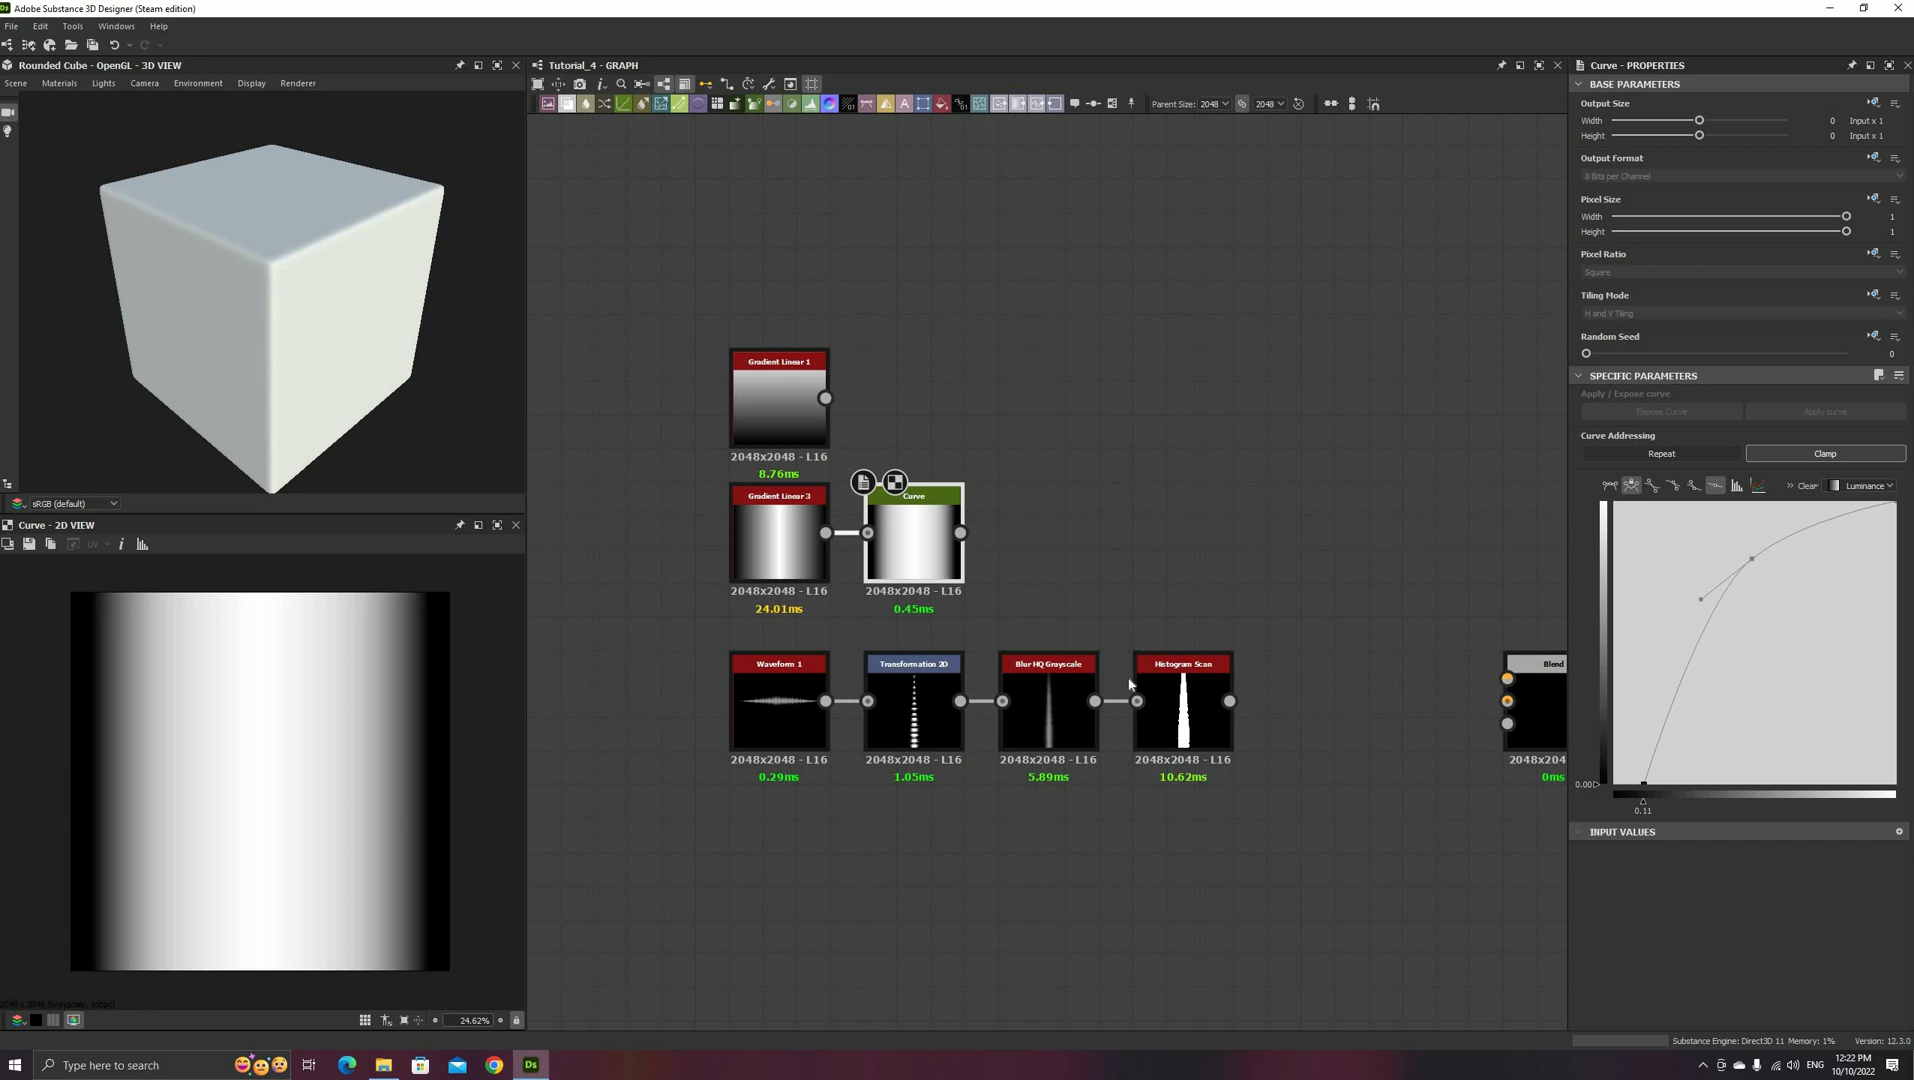 Adobe Substance 3D Designer (Steam edition)
File Edit Tools Windows Help
Rounded Cube - OpenGL - 3D VIEW
Scene Materials Lights Camera Environment Display Renderer
sRGB (default)
Curve - 2D VIEW
UV
24.62%
Tutorial_4 - GRAPH
Parent Size: 2048 2048
Gradient Linear 1
2048x2048 - L16
8.76ms
Gradient Linear 3
2048x2048 - L16
24.01ms
Curve
2048x2048 - L16
0.45ms
Waveform 1
2048x2048 - L16
0.29ms
Transformation 2D
2048x2048 - L16
1.05ms
Blur HQ Grayscale
2048x2048 - L16
5.89ms
Histogram Scan
2048x2048 - L16
10.62ms
Blend
2048x204
0ms
Curve - PROPERTIES
BASE PARAMETERS
Output Size
Width 0 Input x 1
Height 0 Input x 1
Output Format
8 Bits per Channel
Pixel Size
Width 1
Height 1
Pixel Ratio
Square
Tiling Mode
H and V Tiling
Random Seed
0
SPECIFIC PARAMETERS
Apply / Expose curve
Expose Curve Apply curve
Curve Addressing
Repeat Clamp
Clear Luminance
0.00
0.11
INPUT VALUES
Substance Engine: Direct3D 11 Memory: 1% Version: 12.3.0
Type here to search
Ds
ENG
12:22 PM
10/10/2022